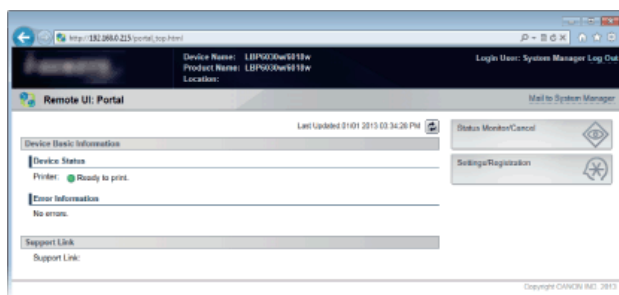 http://192.168.0.215/portal_top.html
Device Name: LBP6030w/6018w
Product Name: LBP6030w/6018w
Location:
Login User: System Manager Log Out
Remote UI: Portal
Mail to System Manager
Last Updated 01/01 2013 03:34:28 PM
Device Basic Information
Device Status
Printer: Ready to print.
Error Information
No errors.
Support Link
Support Link:
Status Monitor/Cancel
Settings/Registration
Copyright CANON INC. 2013